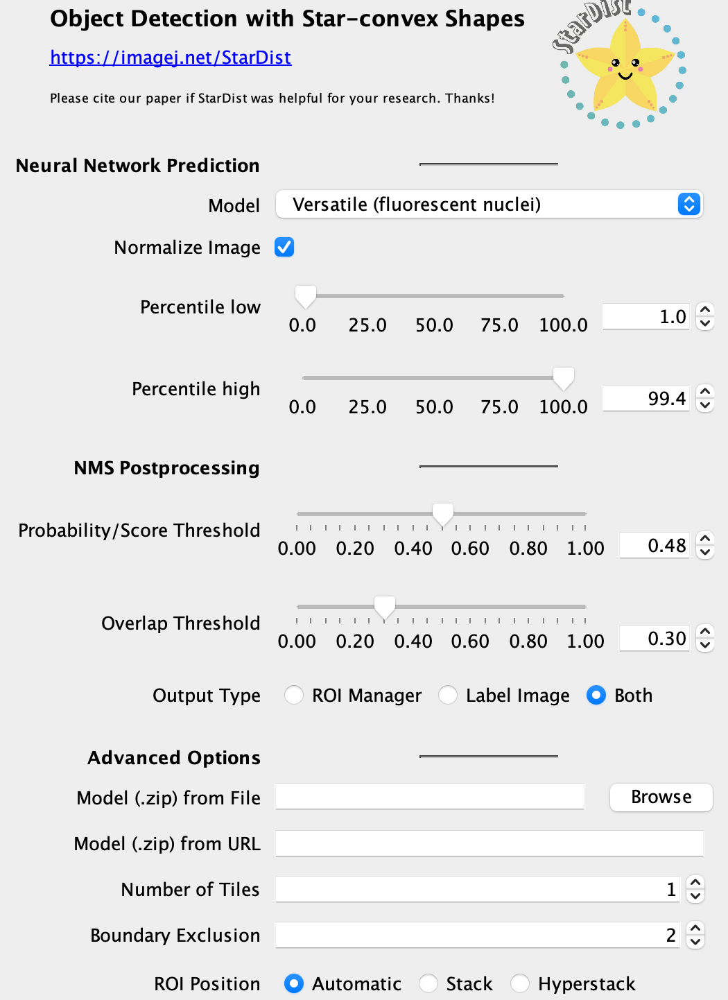 Object Detection with Star-convex Shapes
StarDist
https://imagej.net/StarDist
Please cite our paper if StarDist was helpful for your research. Thanks!
Neural Network Prediction
Model Versatile (fluorescent nuclei)
Normalize Image
Percentile low 1.0
0.0 25.0 50.0 75.0 100.0
Percentile high 99.4
0.0 25.0 50.0 75.0 100.0
NMS Postprocessing
Probability/Score Threshold 0.48
0.00 0.20 0.40 0.60 0.80 1.00
Overlap Threshold 0.30
0.00 0.20 0.40 0.60 0.80 1.00
Output Type ROI Manager Label Image Both
Advanced Options
Model (.zip) from File Browse
Model (.zip) from URL
Number of Tiles 1
Boundary Exclusion 2
ROI Position Automatic Stack Hyperstack